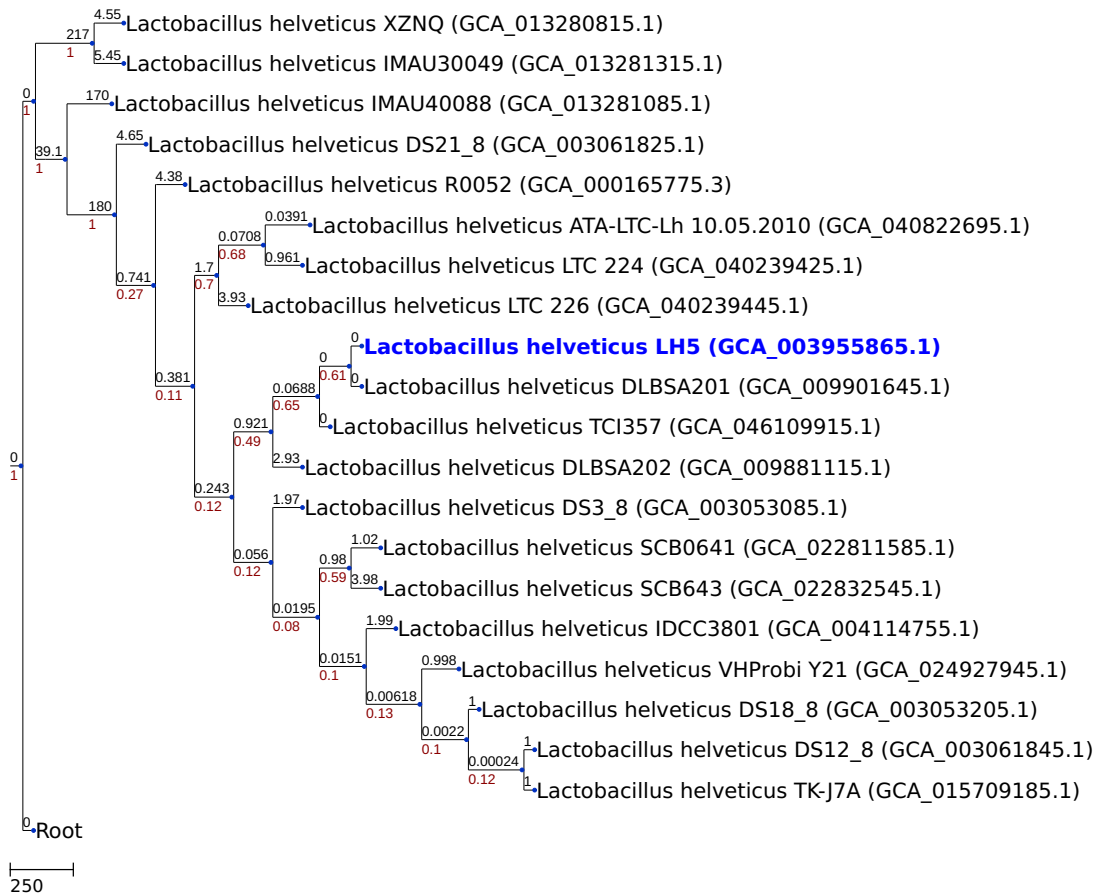 4.55 Lactobacillus helveticus XZNQ (GCA_013280815.1)
217
1
5.45 Lactobacillus helveticus IMAU30049 (GCA_013281315.1)
0
1
170 Lactobacillus helveticus IMAU40088 (GCA_013281085.1)
4.65 Lactobacillus helveticus DS21_8 (GCA_003061825.1)
39.1
1
4.38 Lactobacillus helveticus R0052 (GCA_000165775.3)
180
1
0.0391 Lactobacillus helveticus ATA-LTC-Lh 10.05.2010 (GCA_040822695.1)
0.0708
0.68
0.961 Lactobacillus helveticus LTC 224 (GCA_040239425.1)
1.7
0.7
0.741
0.27
3.93 Lactobacillus helveticus LTC 226 (GCA_040239445.1)
0 Lactobacillus helveticus LH5 (GCA_003955865.1)
0
0.61
0 Lactobacillus helveticus DLBSA201 (GCA_009901645.1)
0.381
0.11
0.0688
0.65
0 Lactobacillus helveticus TCI357 (GCA_046109915.1)
0.921
0.49
0
1
2.93 Lactobacillus helveticus DLBSA202 (GCA_009881115.1)
0.243
0.12
1.97 Lactobacillus helveticus DS3_8 (GCA_003053085.1)
1.02 Lactobacillus helveticus SCB0641 (GCA_022811585.1)
0.056
0.12
0.98
0.59
3.98 Lactobacillus helveticus SCB643 (GCA_022832545.1)
0.0195
0.08
1.99 Lactobacillus helveticus IDCC3801 (GCA_004114755.1)
0.0151
0.1
0.998 Lactobacillus helveticus VHProbi Y21 (GCA_024927945.1)
0.00618
0.13
1 Lactobacillus helveticus DS18_8 (GCA_003053205.1)
0.0022
0.1
1 Lactobacillus helveticus DS12_8 (GCA_003061845.1)
0.00024
0.12
1 Lactobacillus helveticus TK-J7A (GCA_015709185.1)
0 Root
250